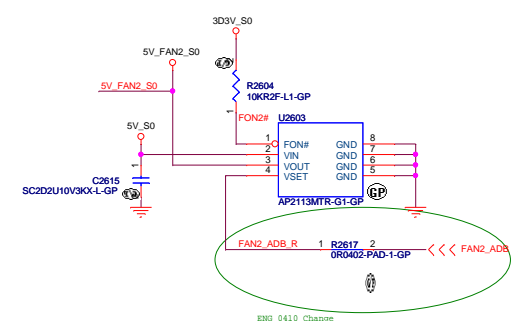 3D3V_S0
5V_FAN2_S0
5V_FAN2_S0
R2604
10KR2F-L1-GP
1
FON2#
U2603
5V_S0
1 FON# GND 8
2 VIN GND 7
3 VOUT GND 6
4 VSET GND 5
1
C2615
SC2D2U10V3KX-L-GP
AP2113MTR-G1-GP
GP
FAN2_ADB_R 1 R2617 2 FAN2_ADB
0R0402-PAD-1-GP
ENG 0410 Change